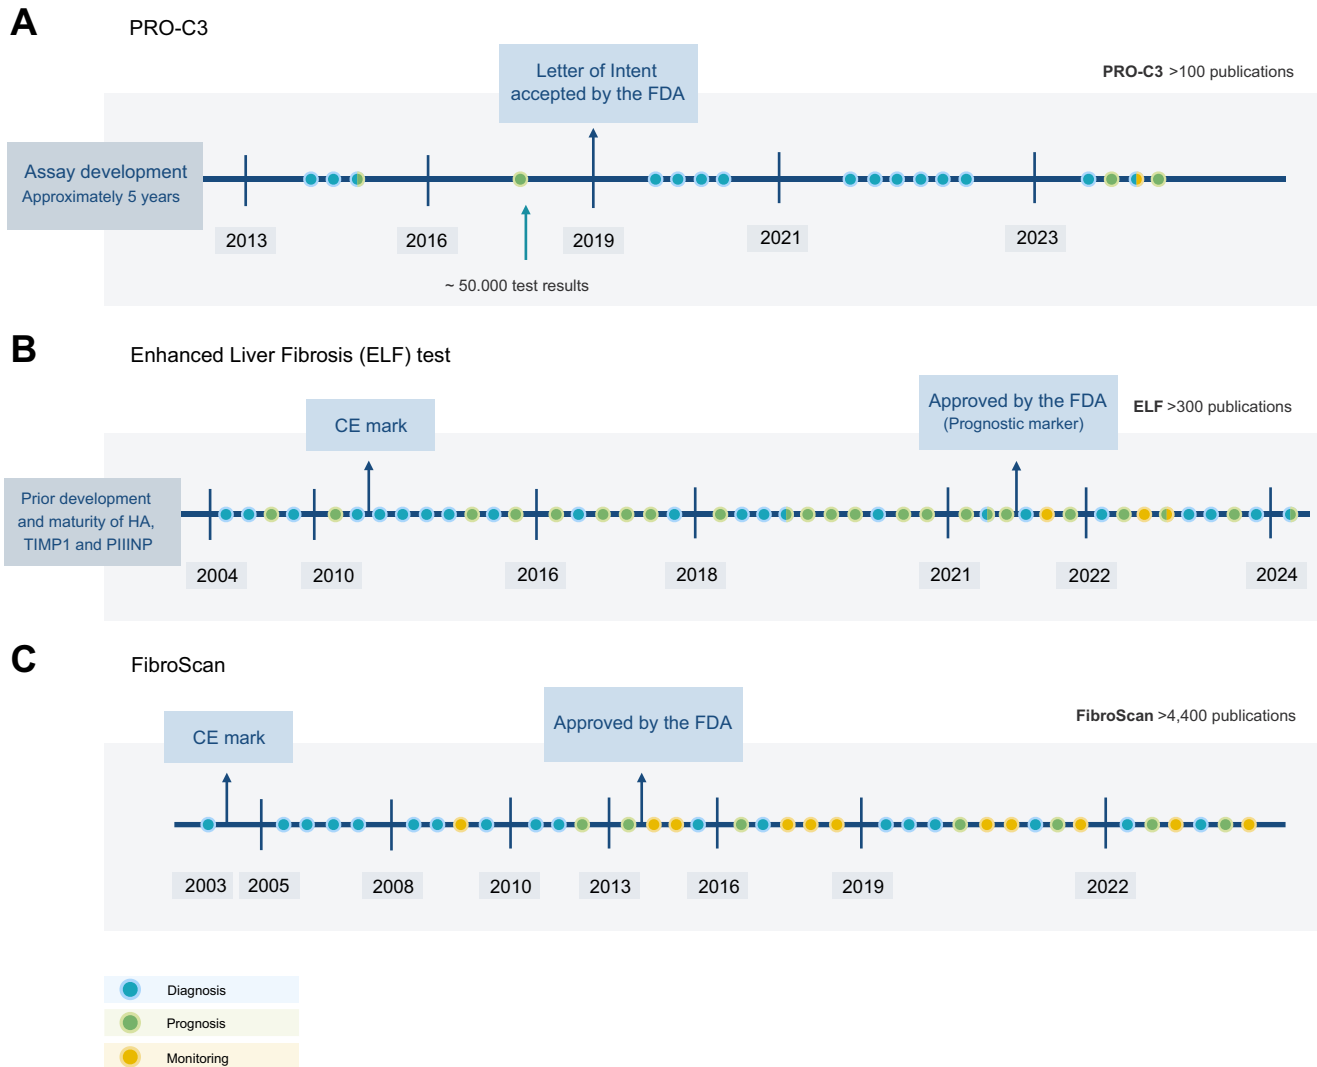 A
PRO-C3
Letter of Intent
accepted by the FDA
PRO-C3 >100 publications
Assay development
Approximately 5 years
2013
2016
2019
2021
2023
~ 50.000 test results
B
Enhanced Liver Fibrosis (ELF) test
CE mark
Approved by the FDA
(Prognostic marker)
ELF >300 publications
Prior development
and maturity of HA,
TIMP1 and PIIINP
2004
2010
2016
2018
2021
2022
2024
C
FibroScan
CE mark
Approved by the FDA
FibroScan >4,400 publications
2003
2005
2008
2010
2013
2016
2019
2022
Diagnosis
Prognosis
Monitoring